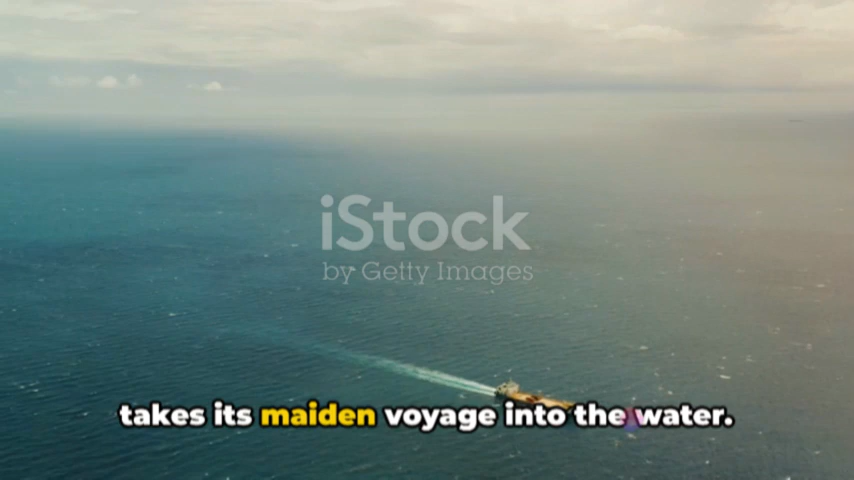 iStock
by Getty Images
takes its maiden voyage into the water.